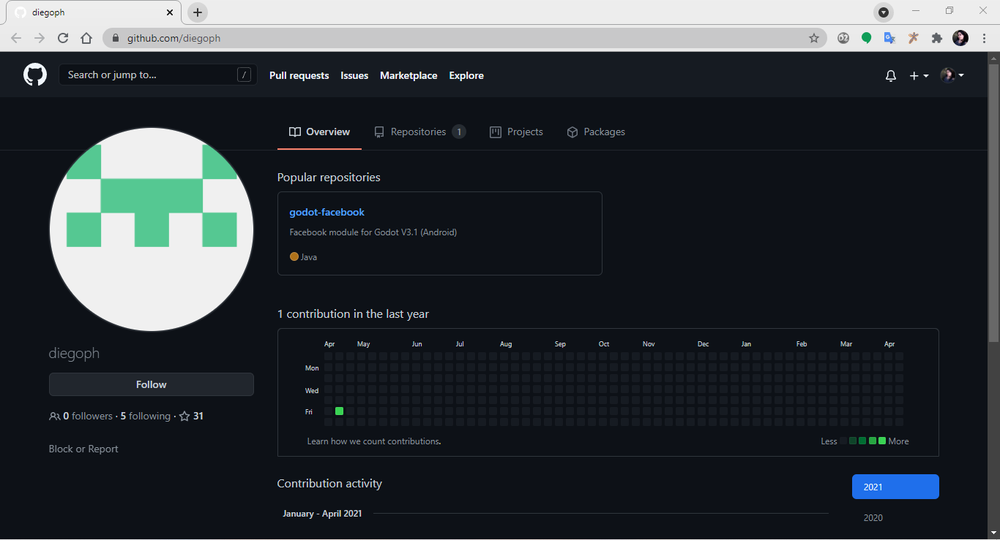 diegoph
github.com/diegoph
Search or jump to... /
Pull requests Issues Marketplace Explore
Overview Repositories 1 Projects Packages
Popular repositories
godot-facebook
Facebook module for Godot V3.1 (Android)
Java
1 contribution in the last year
Apr May Jun Jul Aug Sep Oct Nov Dec Jan Feb Mar Apr
Mon
Wed
Fri
Learn how we count contributions. Less More
diegoph
Follow
0 followers · 5 following · 31
Block or Report
Contribution activity
2021
January - April 2021
2020